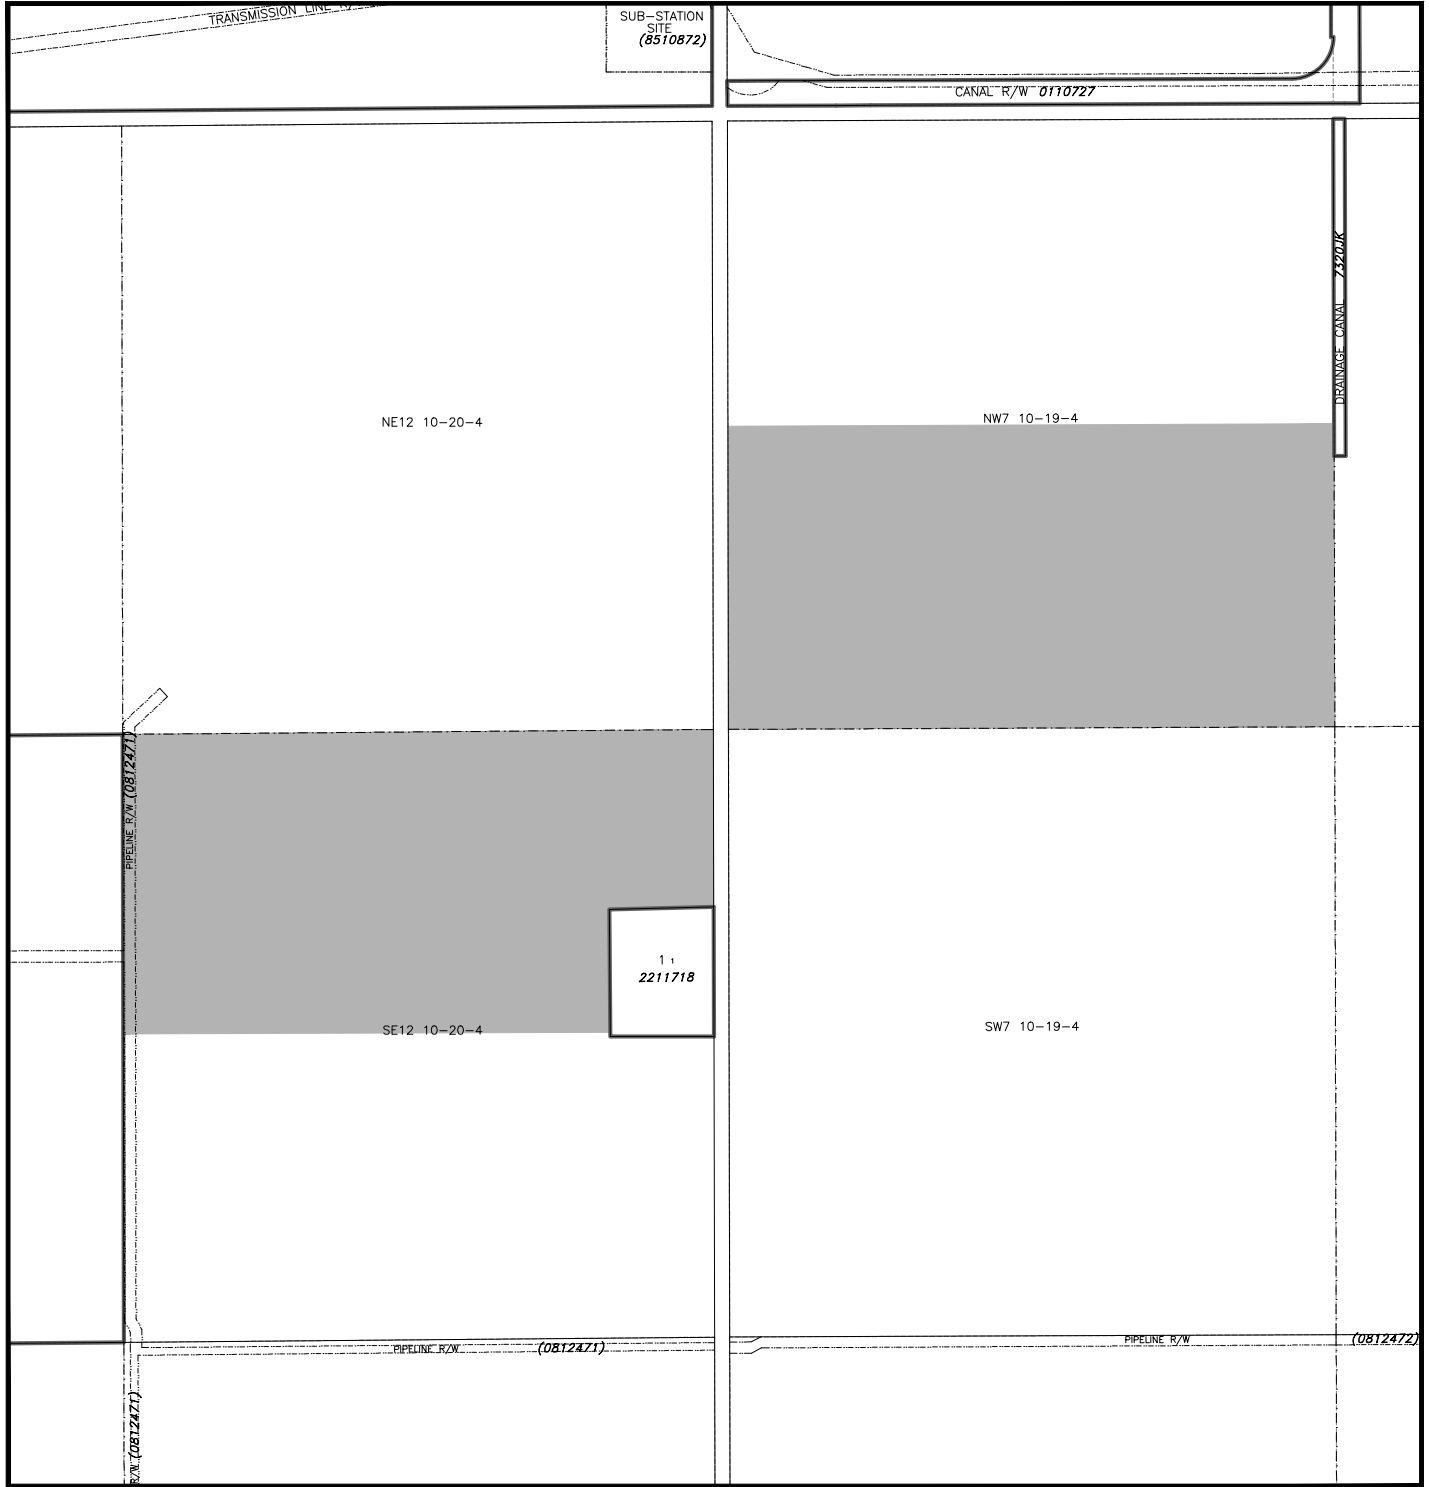 TRANSMISSION LINE
SUB-STATION
SITE
(8510872)
CANAL R/W 0110727
DRAINAGE CANAL 7320JK
NE12 10-20-4
NW7 10-19-4
PIPELINE R/W (0812471)
1 1
2211718
SE12 10-20-4
SW7 10-19-4
PIPELINE R/W (0812471)
PIPELINE R/W (0812472)
R/W (0812471)